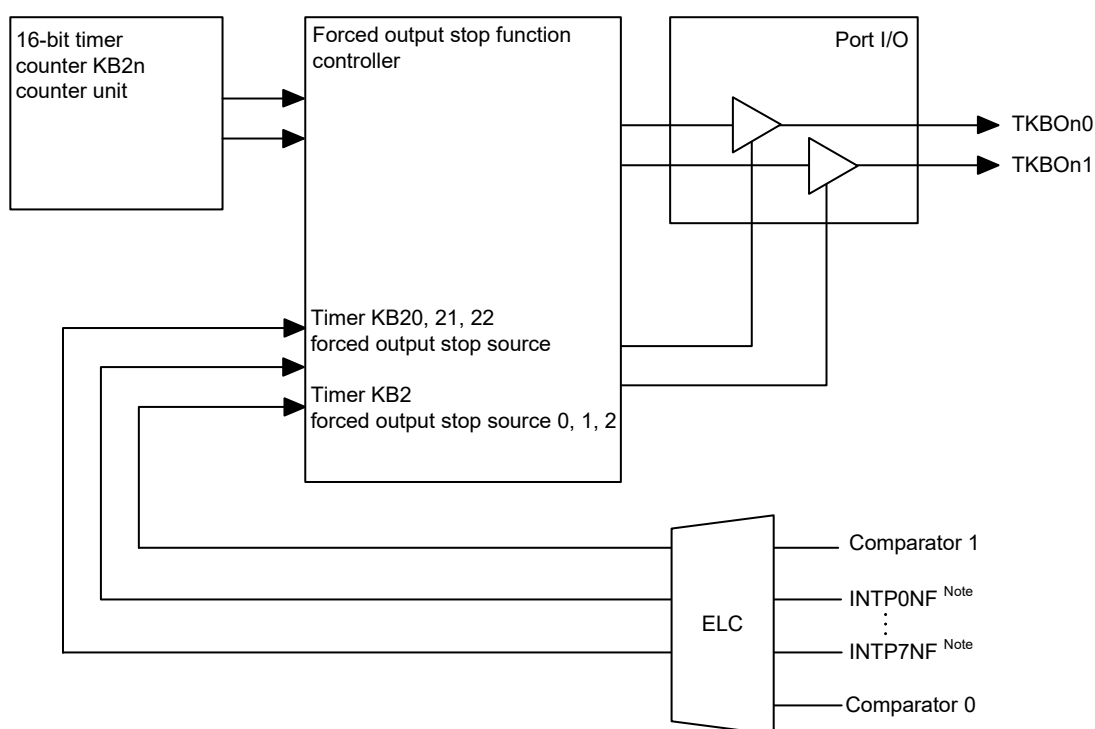 16-bit timer
counter KB2n
counter unit
Forced output stop function
controller
Port I/O
TKBOn0
TKBOn1
Timer KB20, 21, 22
forced output stop source
Timer KB2
forced output stop source 0, 1, 2
ELC
Comparator 1
INTP0NF Note
INTP7NF Note
Comparator 0